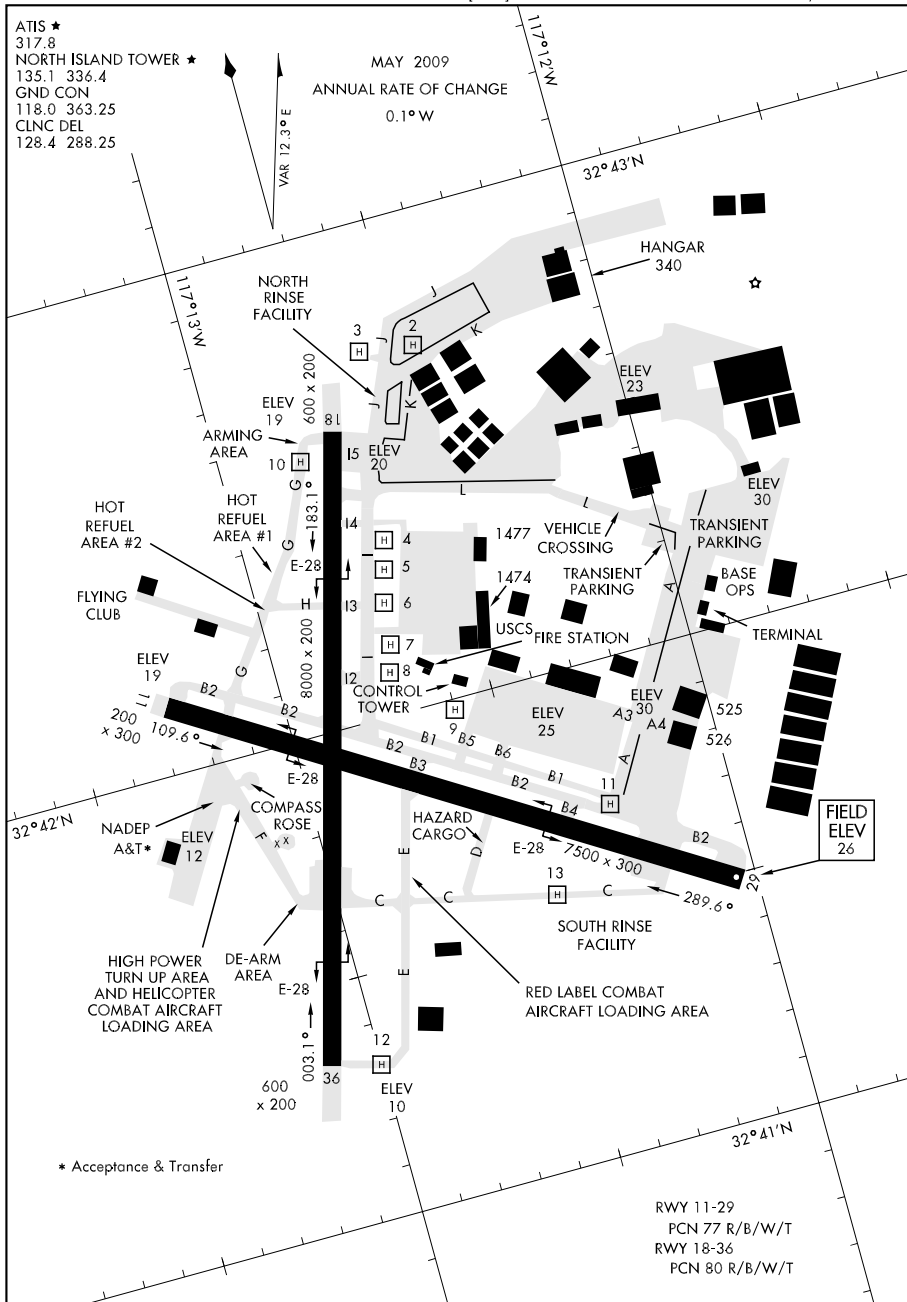 ATIS ★
317.8
NORTH ISLAND TOWER ★
135.1 336.4
GND CON
118.0 363.25
CLNC DEL
128.4 288.25
VAR 12.3° E
MAY 2009
ANNUAL RATE OF CHANGE
0.1° W
117°12'W
32°43'N
117°13'W
HANGAR
340
NORTH
RINSE
FACILITY
J
K
3
H
J
2
H
600 x 200
ELEV
23
ELEV
19
18
J
K
ARMING
AREA
I5
ELEV
20
10
H
G
L
L
ELEV
30
HOT
REFUEL
AREA #2
HOT
REFUEL
AREA #1
183.1°
G
I4
H
4
1477
VEHICLE
CROSSING
TRANSIENT
PARKING
E-28
H
5
1474
TRANSIENT
PARKING
A
BASE
OPS
FLYING
CLUB
H
I3
H
6
USCS
FIRE STATION
TERMINAL
8000 x 200
H
7
ELEV
19
G
I2
H
8
CONTROL
TOWER
11
B2
B2
H
9
ELEV
25
ELEV
30
A3
A4
525
526
200
x 300
109.6°
B2
B1
B5
B6
B3
B2
B1
A
11
H
E-28
B4
32°42'N
NADEP
A&T*
COMPASS
ROSE
HAZARD
CARGO
E-28
7500 x 300
B2
FIELD
ELEV
26
ELEV
12
F
x x
E
D
13
H
C
C
C
289.6°
29
SOUTH RINSE
FACILITY
HIGH POWER
TURN UP AREA
AND HELICOPTER
COMBAT AIRCRAFT
LOADING AREA
DE-ARM
AREA
E-28
E
RED LABEL COMBAT
AIRCRAFT LOADING AREA
003.1°
12
H
36
600
x 200
ELEV
10
32°41'N
* Acceptance & Transfer
RWY 11-29
PCN 77 R/B/W/T
RWY 18-36
PCN 80 R/B/W/T